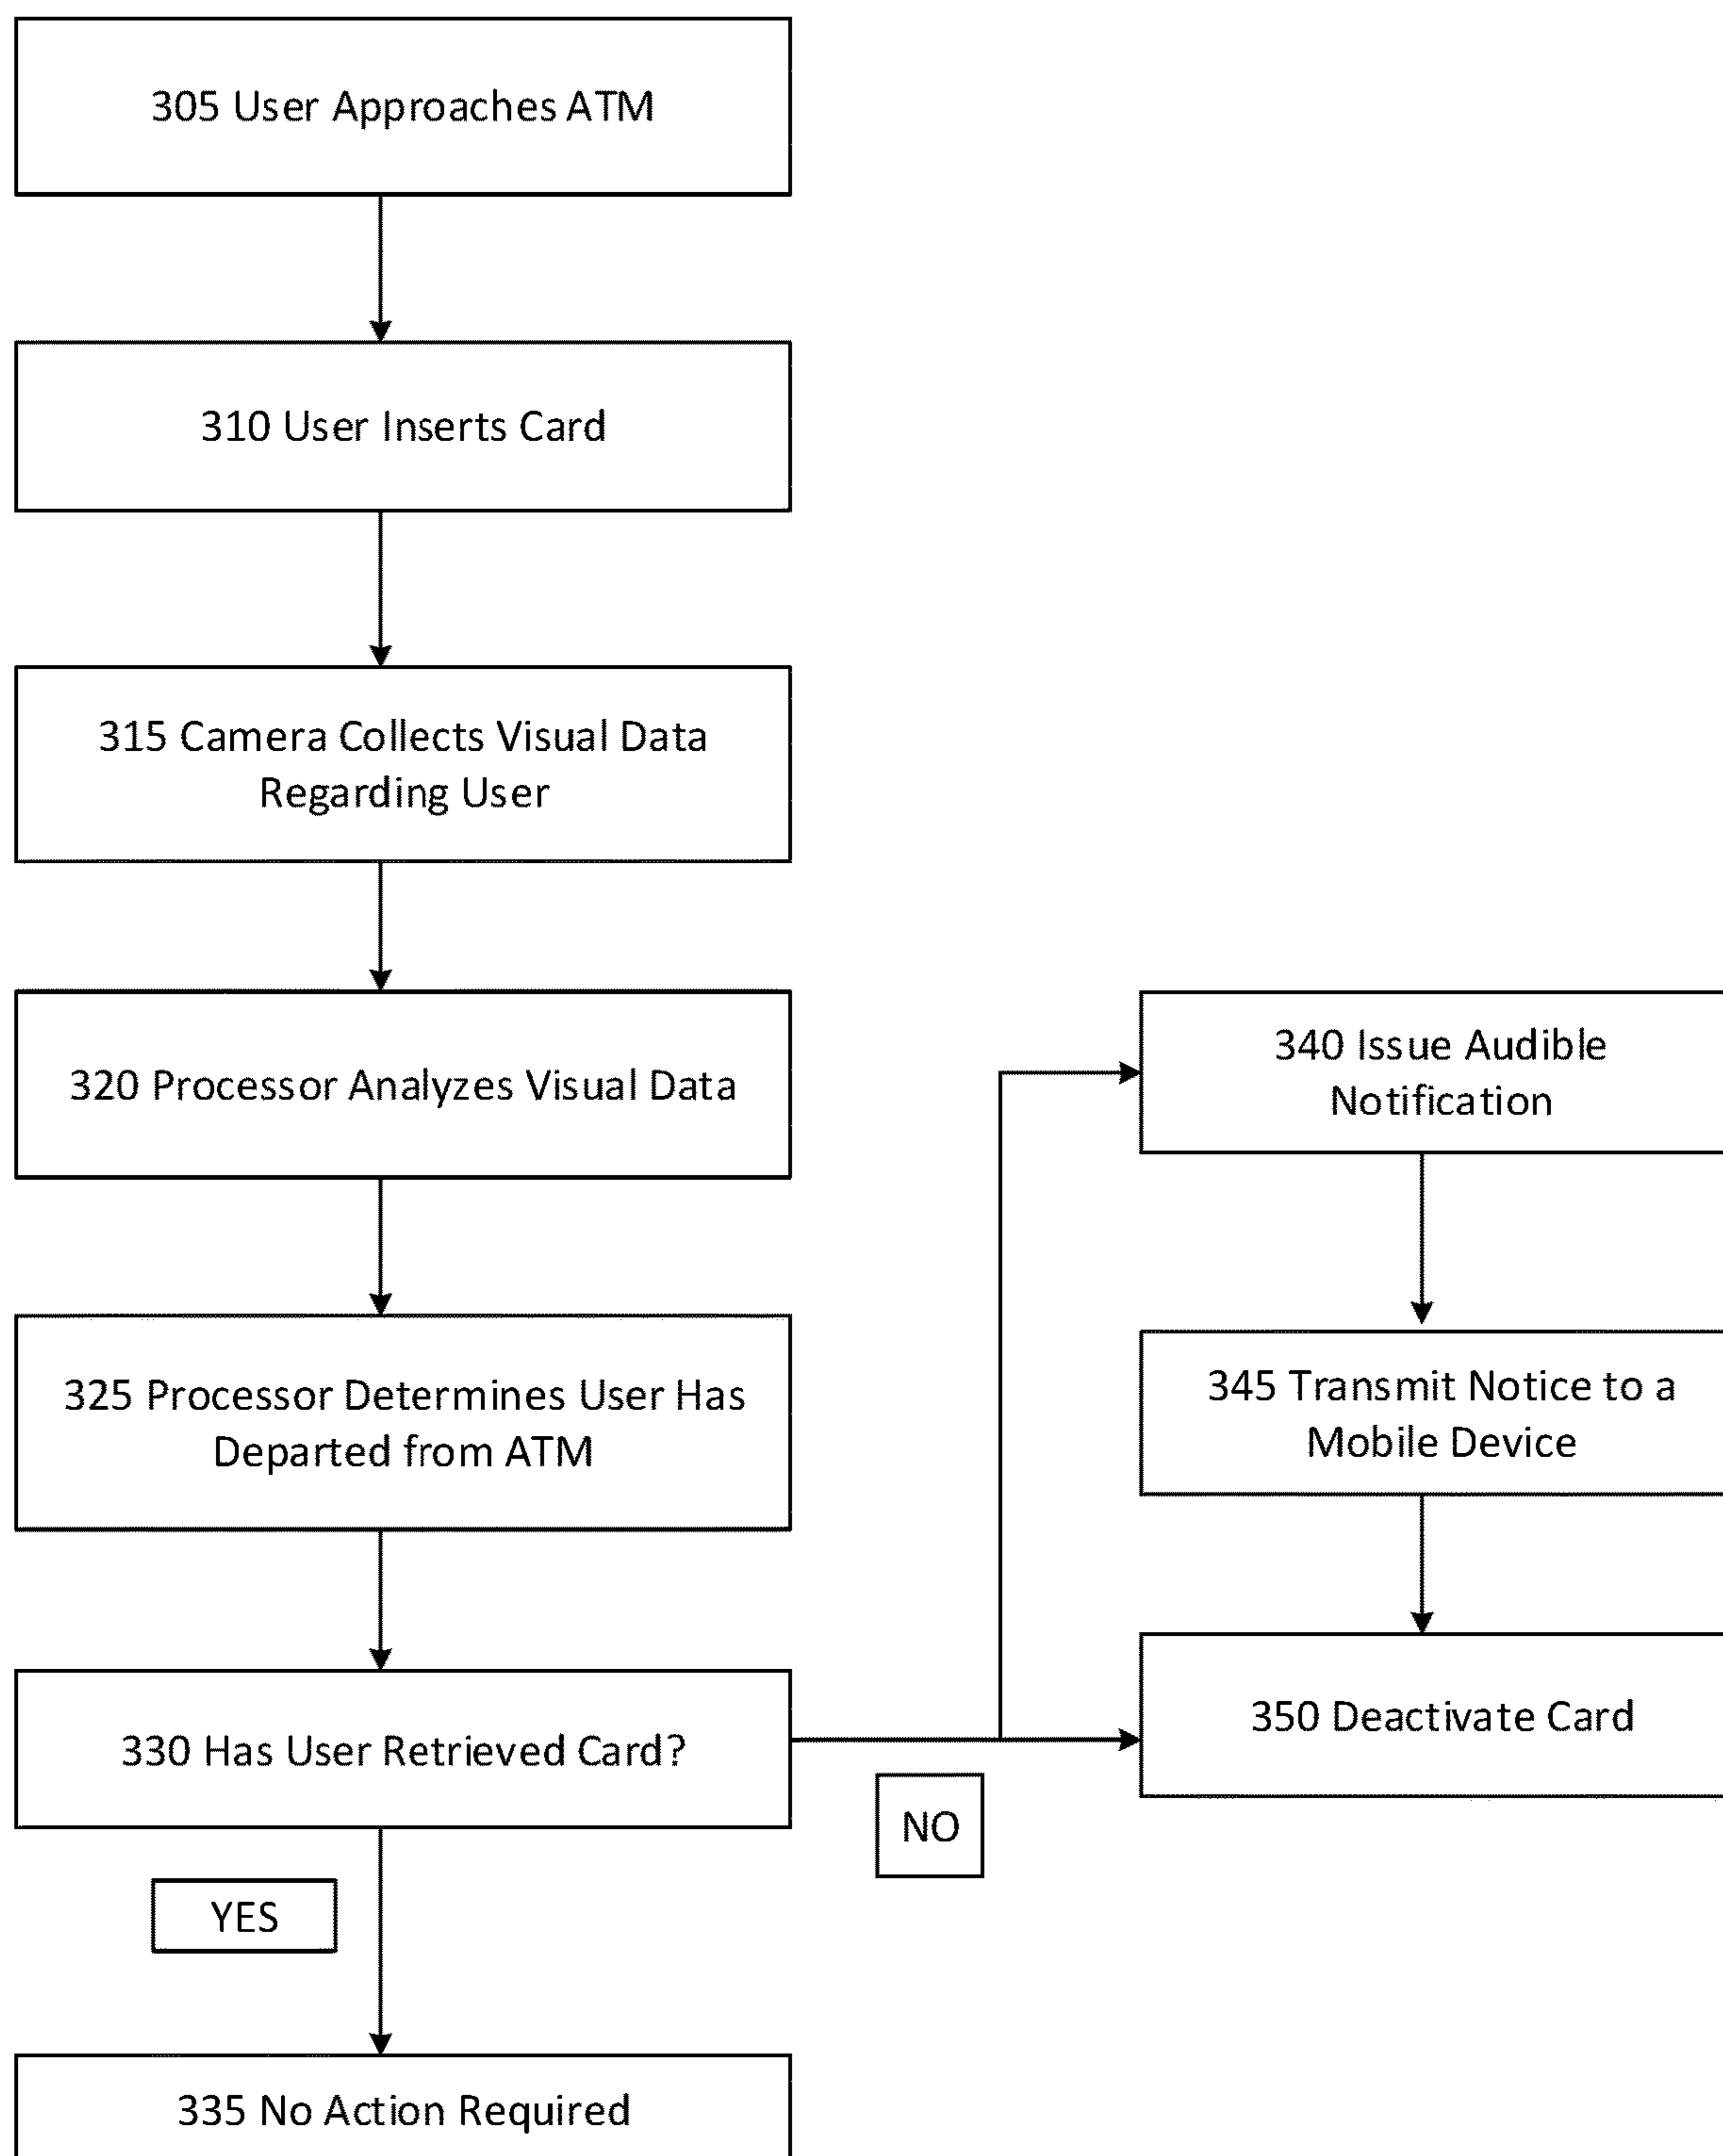 305 User Approaches ATM
310 User Inserts Card
315 Camera Collects Visual Data
Regarding User
320 Processor Analyzes Visual Data
325 Processor Determines User Has
Departed from ATM
330 Has User Retrieved Card?
YES
335 No Action Required
NO
340 Issue Audible
Notification
345 Transmit Notice to a
Mobile Device
350 Deactivate Card